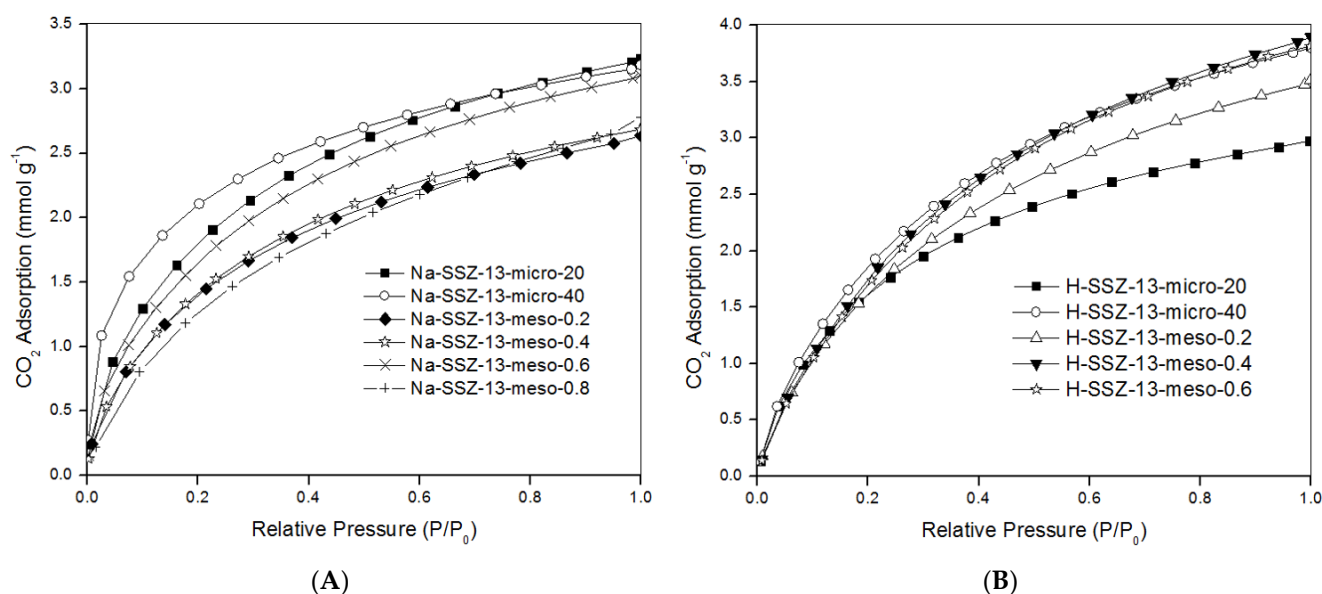 3.5
3.0
2.5
2.0
1.5
1.0
0.5
0.0
CO2 Adsorption (mmol g-1)
Na-SSZ-13-micro-20
Na-SSZ-13-micro-40
Na-SSZ-13-meso-0.2
Na-SSZ-13-meso-0.4
Na-SSZ-13-meso-0.6
Na-SSZ-13-meso-0.8
0.0 0.2 0.4 0.6 0.8 1.0
Relative Pressure (P/P0)
(A)
4.0
3.5
3.0
2.5
2.0
1.5
1.0
0.5
0.0
CO2 Adsorption (mmol g-1)
H-SSZ-13-micro-20
H-SSZ-13-micro-40
H-SSZ-13-meso-0.2
H-SSZ-13-meso-0.4
H-SSZ-13-meso-0.6
0.0 0.2 0.4 0.6 0.8 1.0
Relative Pressure (P/P0)
(B)